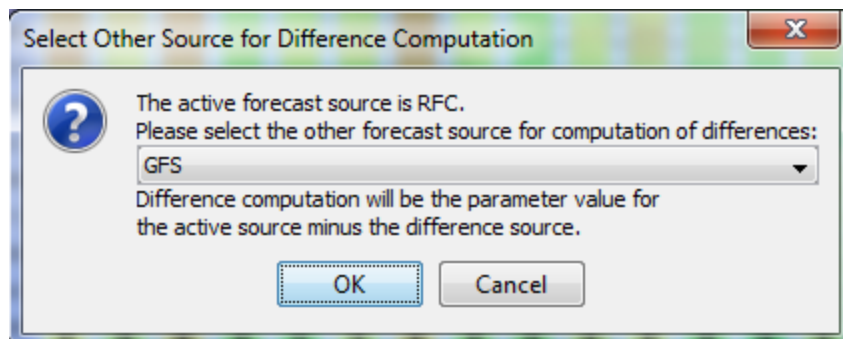 Select Other Source for Difference Computation
The active forecast source is RFC.
Please select the other forecast source for computation of differences:
GFS
Difference computation will be the parameter value for
the active source minus the difference source.
OK
Cancel